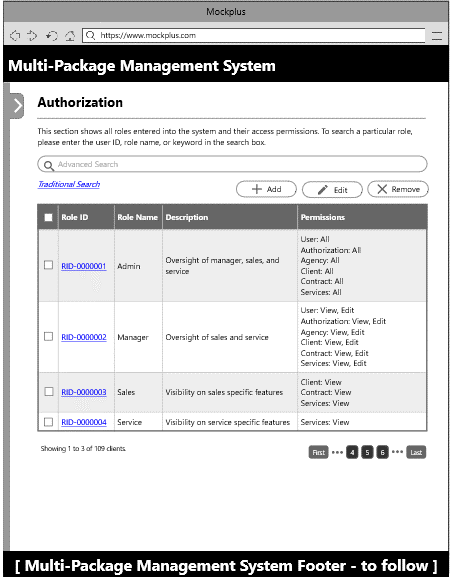 Mockplus
https://www.mockplus.com
Multi-Package Management System
Authorization
This section shows all roles entered into the system and their access permissions. To search a particular role,
please enter the user ID, role name, or keyword in the search box.
Advanced Search
Traditional Search
Add
Edit
Remove
Role ID Role Name Description Permissions
RID-0000001 Admin Oversight of manager, sales, and
service
User: All
Authorization: All
Agency: All
Client: All
Contract: All
Services: All
RID-0000002 Manager Oversight of sales and service
User: View, Edit
Authorization: View, Edit
Agency: View, Edit
Client: View, Edit
Contract: View, Edit
Services: View, Edit
RID-0000003 Sales Visibility on sales specific features
Client: View
Contract: View
Services: View
RID-0000004 Service Visibility on service specific features Services: View
Showing 1 to 3 of 109 clients.
First ••• 4 5 6 ••• Last
[ Multi-Package Management System Footer - to follow ]